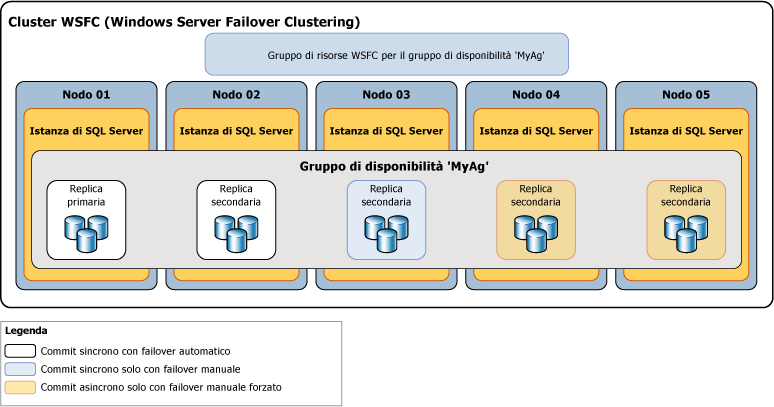 Cluster WSFC (Windows Server Failover Clustering)
Gruppo di risorse WSFC per il gruppo di disponibilità 'MyAg'
Nodo 01
Nodo 02
Nodo 03
Nodo 04
Nodo 05
Istanza di SQL Server
Istanza di SQL Server
Istanza di SQL Server
Istanza di SQL Server
Istanza di SQL Server
Gruppo di disponibilità 'MyAg'
Replica
primaria
Replica
secondaria
Replica
secondaria
Replica
secondaria
Replica
secondaria
Legenda
Commit sincrono con failover automatico
Commit sincrono solo con failover manuale
Commit asincrono solo con failover manuale forzato